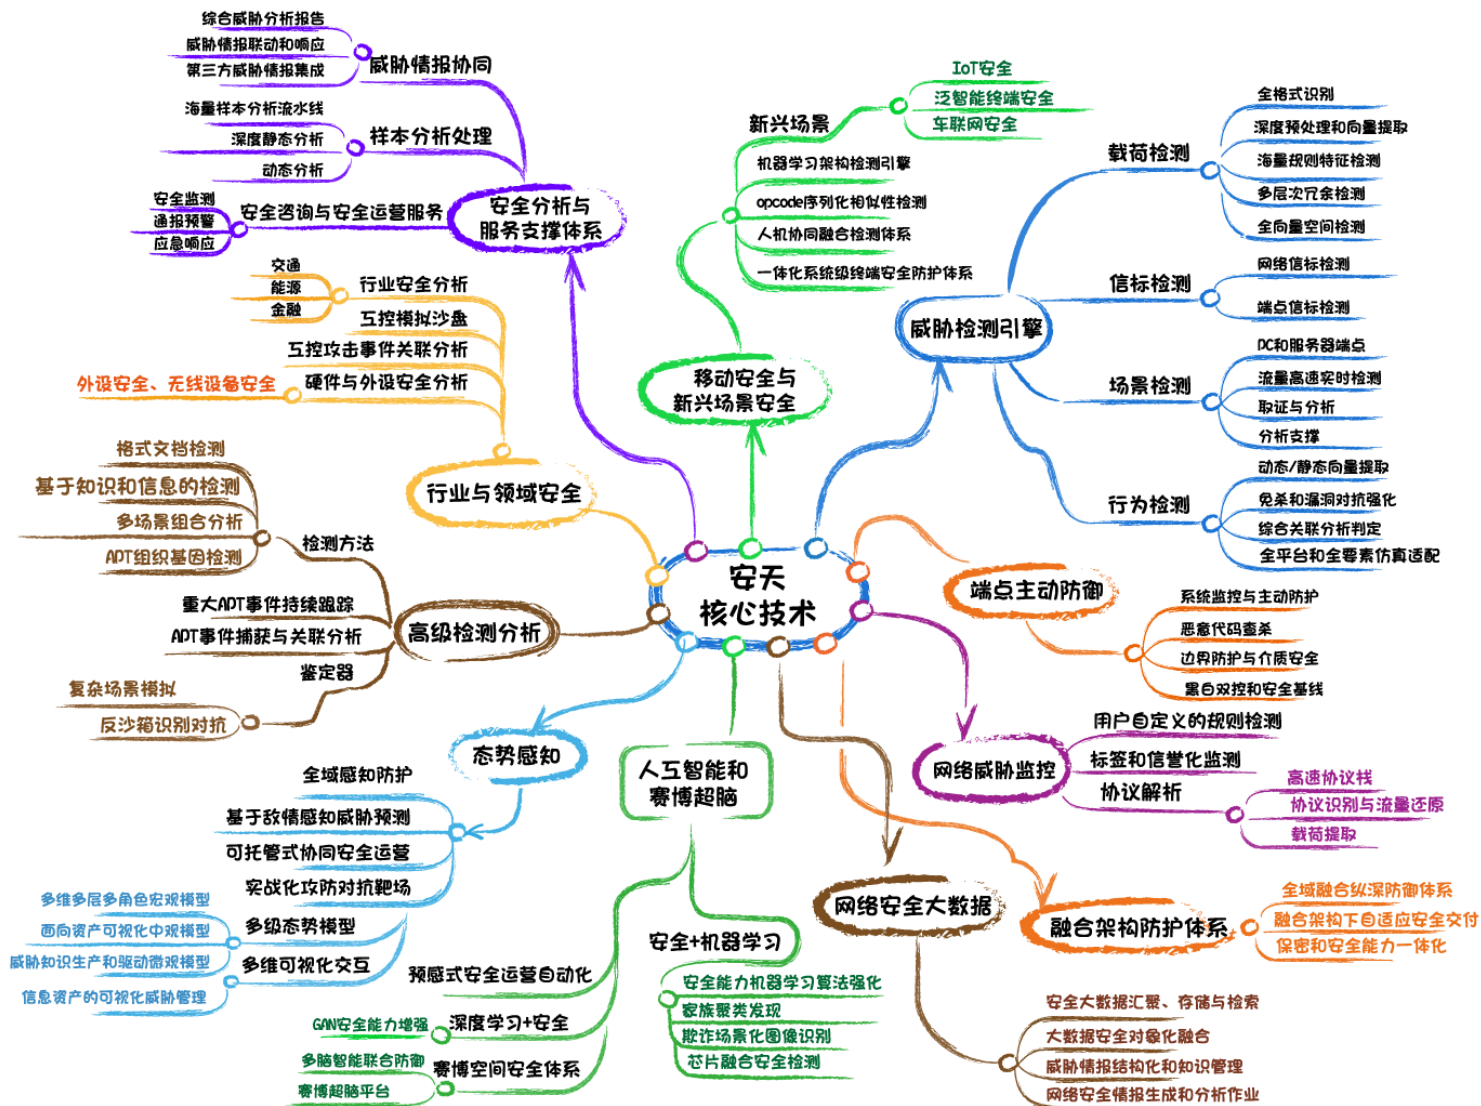 安天
核心技术
威胁检测引擎
载荷检测
全格式识别
深度预处理和向量提取
海量规则特征检测
多层次冗余检测
全向量空间检测
信标检测
网络信标检测
端点信标检测
场景检测
PC和服务器端点
流量高速实时检测
取证与分析
分析支撑
行为检测
动态/静态向量提取
免杀和漏洞对抗强化
综合关联分析判定
全平台和全要素仿真适配
端点主动防御
系统监控与主动防护
恶意代码查杀
边界防护与介质安全
黑白双控和安全基线
网络威胁监控
用户自定义的规则检测
标签和信誉化监测
协议解析
高速协议栈
协议识别与流量还原
载荷提取
融合架构防护体系
全域融合纵深防御体系
融合架构下自适应安全交付
保密和安全能力一体化
网络安全大数据
安全大数据汇聚、存储与检索
大数据安全对象化融合
威胁情报结构化和知识管理
网络安全情报生成和分析作业
人工智能和
赛博超脑
安全+机器学习
安全能力机器学习算法强化
家族聚类发现
欺诈场景化图像识别
芯片融合安全检测
预感式安全运营自动化
深度学习+安全
GAN安全能力增强
赛博空间安全体系
多脑智能联合防御
赛博超脑平台
态势感知
全域感知防护
基于敌情感知威胁预测
可托管式协同安全运营
实战化攻防对抗靶场
多级态势模型
多维多层多角色宏观模型
面向资产可视化中观模型
威胁知识生产和驱动微观模型
多维可视化交互
信息资产的可视化威胁管理
高级检测分析
检测方法
格式文档检测
基于知识和信息的检测
多场景组合分析
APT组织基因检测
重大APT事件持续跟踪
APT事件捕获与关联分析
鉴定器
复杂场景模拟
反沙箱识别对抗
行业与领域安全
行业安全分析
交通
能源
金融
工控模拟沙盘
工控攻击事件关联分析
硬件与外设安全分析
外设安全、无线设备安全
安全分析与
服务支撑体系
威胁情报协同
综合威胁分析报告
威胁情报联动和响应
第三方威胁情报集成
样本分析处理
海量样本分析流水线
深度静态分析
动态分析
安全咨询与安全运营服务
安全监测
通报预警
应急响应
移动安全与
新兴场景安全
新兴场景
IoT安全
泛智能终端安全
车联网安全
机器学习架构检测引擎
opcode序列化相似性检测
人机协同融合检测体系
一体化系统级终端安全防护体系